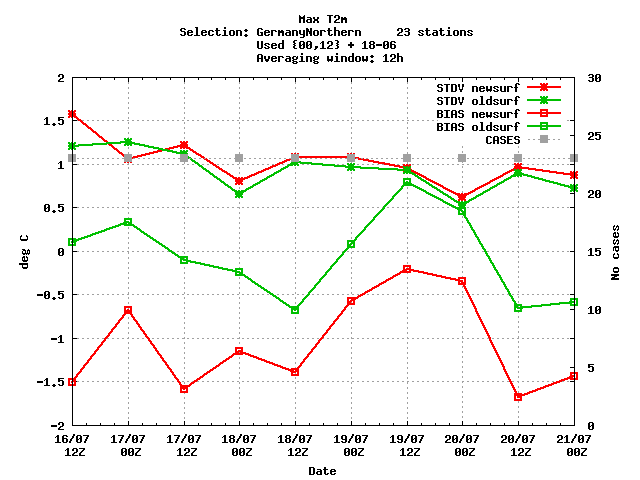 Max T2m
Selection: GermanyNorthern 23 stations
Used {00,12} + 18-06
Averaging window: 12h
STDV newsurf
STDV oldsurf
BIAS newsurf
BIAS oldsurf
CASES
2
1.5
1
0.5
0
-0.5
-1
-1.5
-2
deg C
30
25
20
15
10
5
0
No cases
16/07 17/07 17/07 18/07 18/07 19/07 19/07 20/07 20/07 21/07
12Z 00Z 12Z 00Z 12Z 00Z 12Z 00Z 12Z 00Z
Date